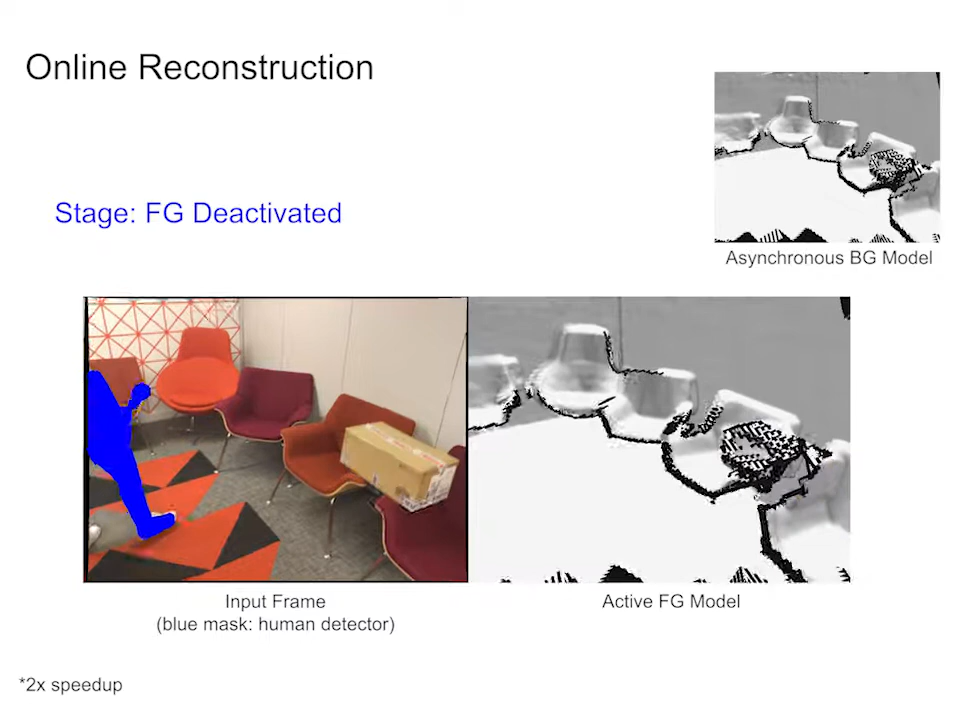 Online Reconstruction
Stage: FG Deactivated
Asynchronous BG Model
Input Frame
(blue mask: human detector)
Active FG Model
*2x speedup